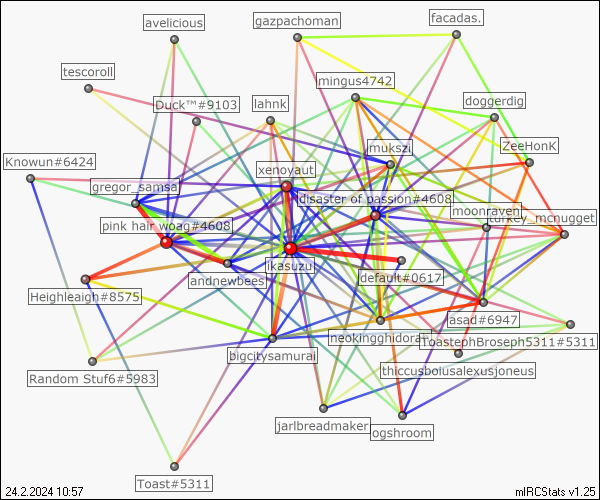 avelicious
gazpachoman
facadas.
tescoroll
mingus4742
Duck™#9103
lahnk
doggerdig
mukszi
ZeeHonK
Knowun#6424
xenoyaut
gregor_samsa
disaster of passion#4608
moonraven
turkey_mcnugget
pink hair woag#4608
ikasuzu
default#0617
andnewbees
Heighleaigh#8575
asad#6947
neokingghidorah
ToastephBroseph5311#5311
bigcitysamurai
thiccusbolusalexusjoneus
Random Stuf6#5983
jarlbreadmaker
ogshroom
Toast#5311
24.2.2024 10:57
mIRCStats v1.25